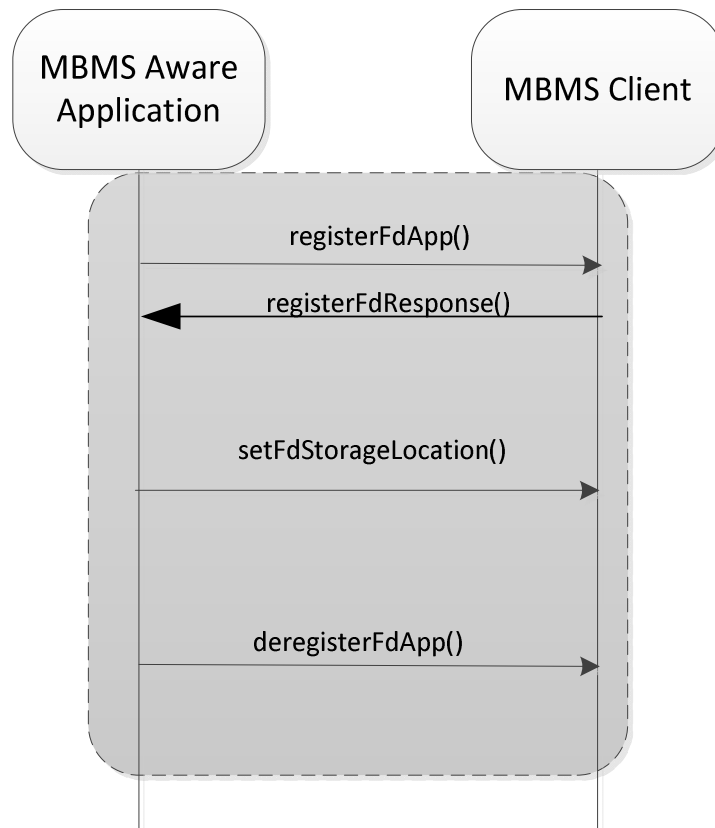 MBMS Aware
Application
MBMS Client
registerFdApp()
registerFdResponse()
setFdStorageLocation()
deregisterFdApp()